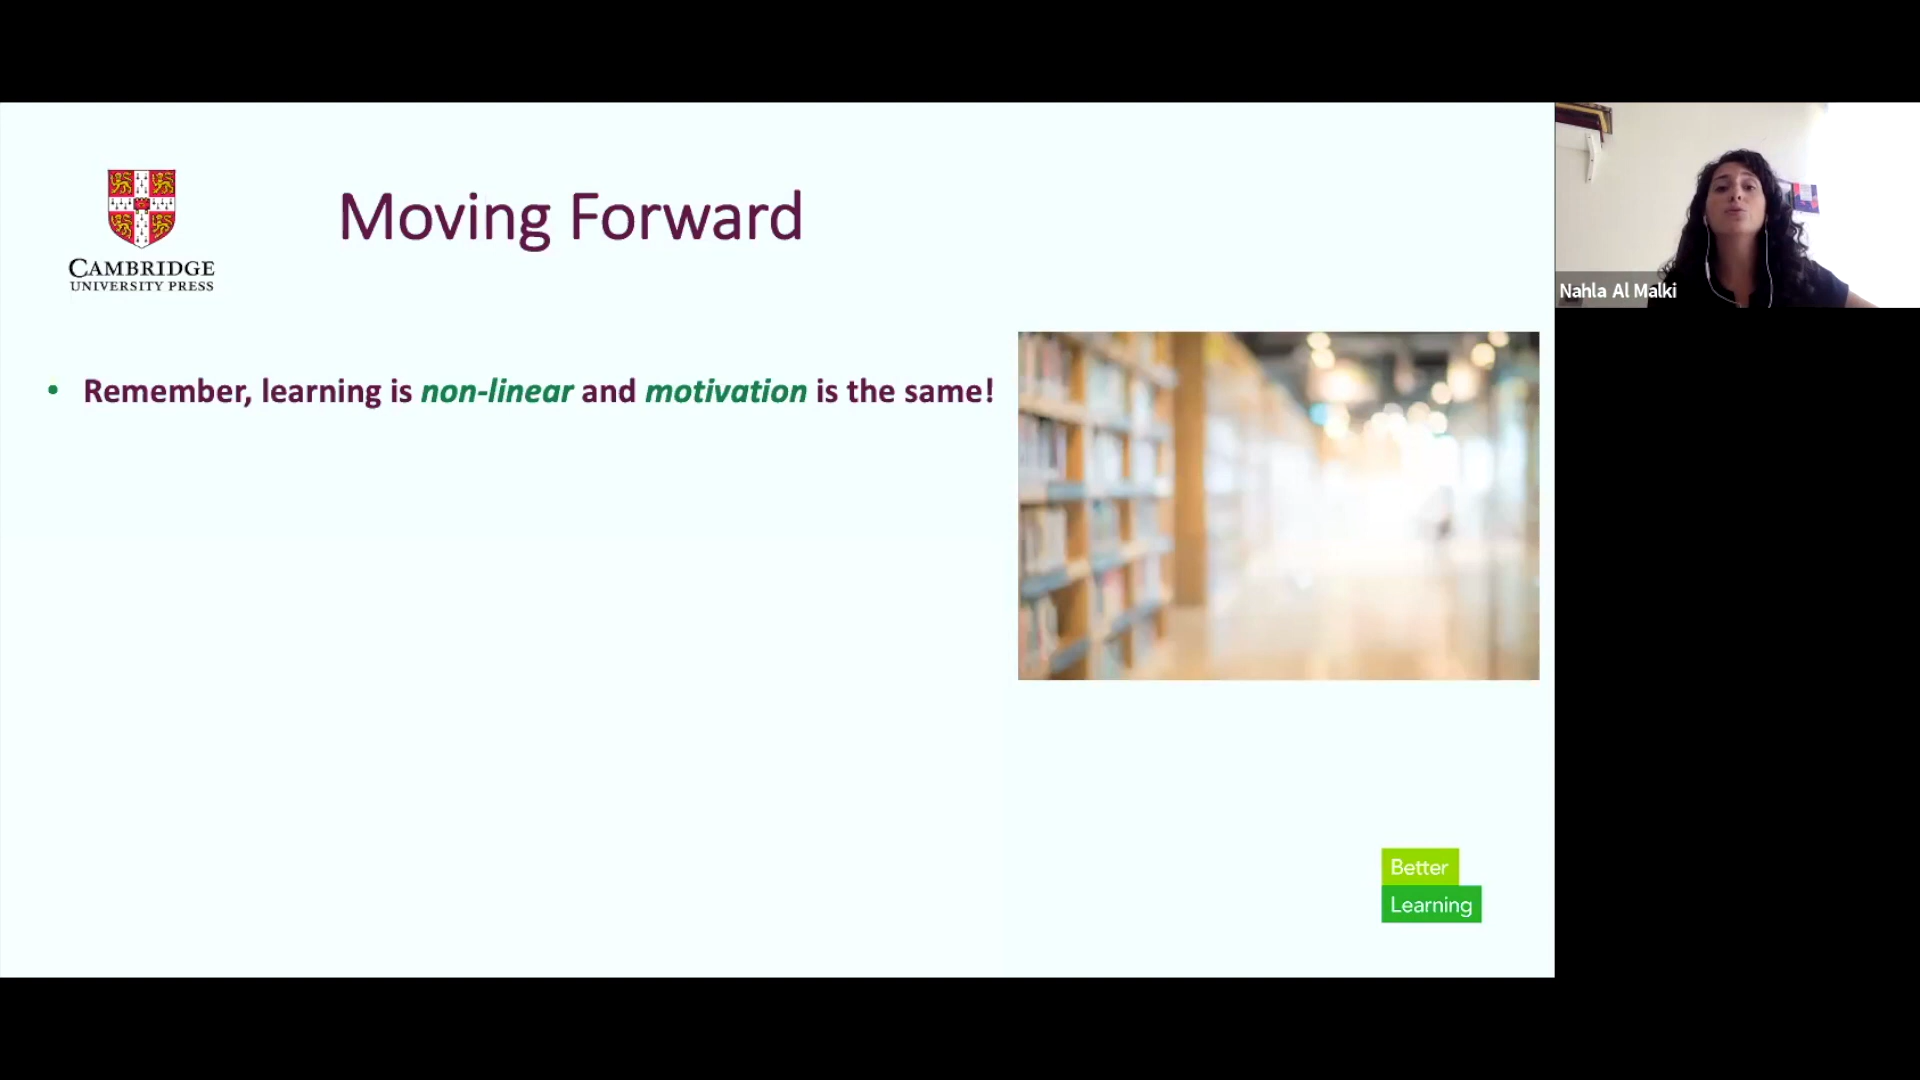 CAMBRIDGE
UNIVERSITY PRESS
Moving Forward
• Remember, learning is non-linear and motivation is the same!
Better
Learning
Nahla Al Malki